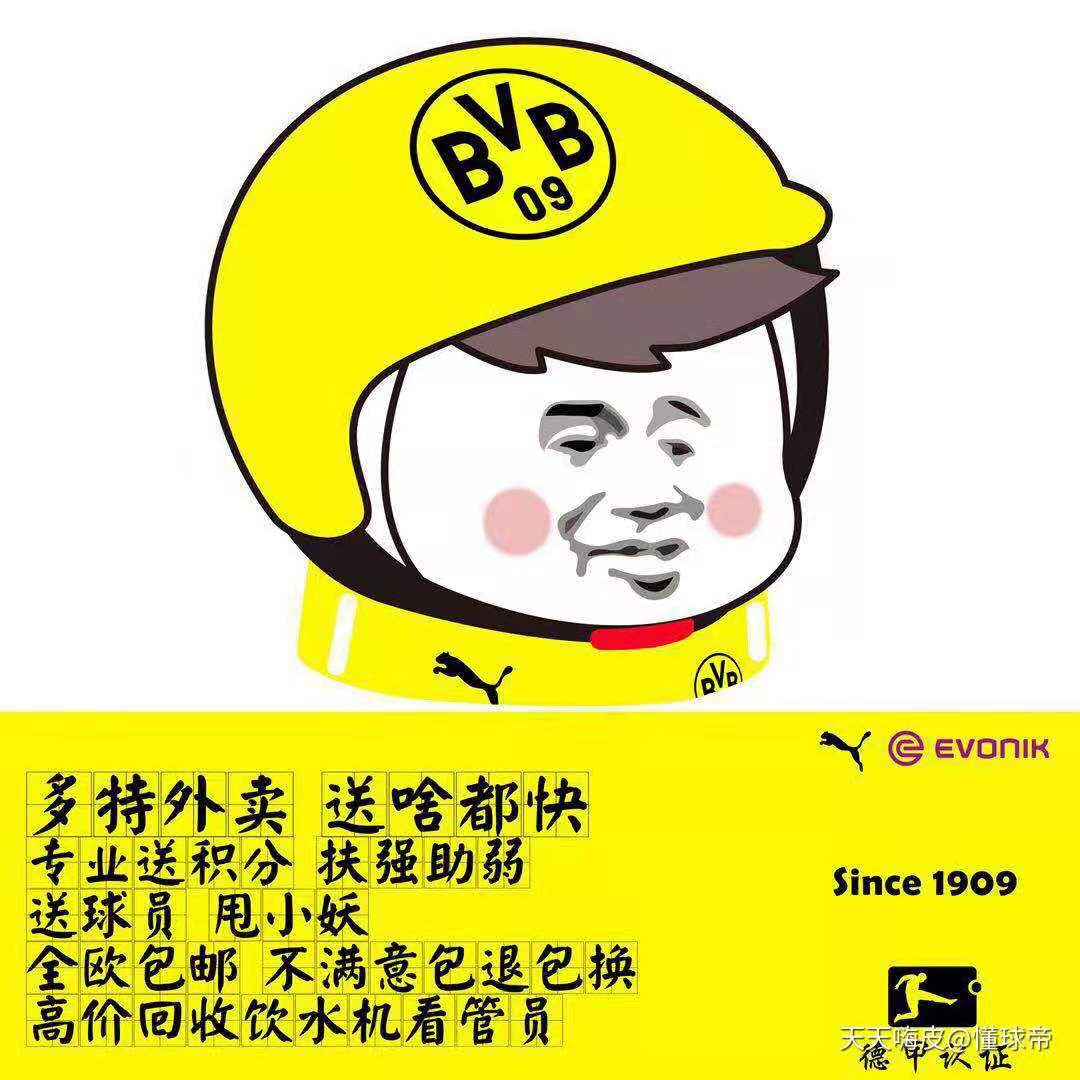 BVB
09
BVB
EVONIK
多特外卖 送啥都快
专业送积分 扶强助弱
送球员 甩小妖
全欧包邮 不满意包退包换
高价回收饮水机看管员
Since 1909
天天嗨皮@懂球帝
德甲认证